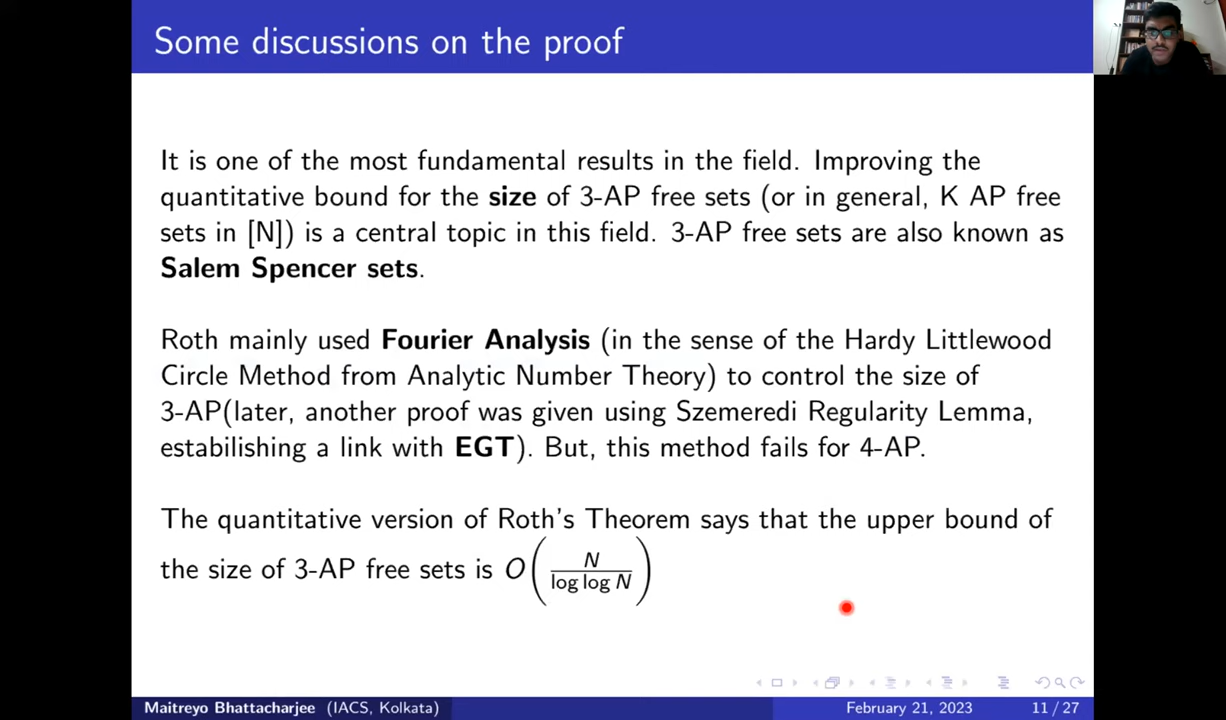 Some discussions on the proof
It is one of the most fundamental results in the field. Improving the
quantitative bound for the size of 3-AP free sets (or in general, K AP free
sets in [N]) is a central topic in this field. 3-AP free sets are also known as
Salem Spencer sets.
Roth mainly used Fourier Analysis (in the sense of the Hardy Littlewood
Circle Method from Analytic Number Theory) to control the size of
3-AP(later, another proof was given using Szemeredi Regularity Lemma,
estabilishing a link with EGT). But, this method fails for 4-AP.
The quantitative version of Roth's Theorem says that the upper bound of
the size of 3-AP free sets is O(N / log log N)
Maitreyo Bhattacharjee (IACS, Kolkata) February 21, 2023 11 / 27